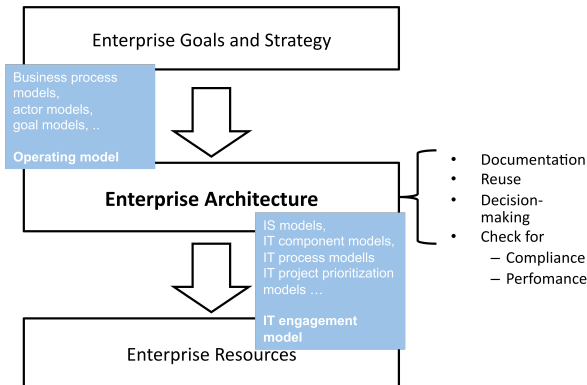 Enterprise Goals and Strategy
Business process
models,
actor models,
goal models, ..
Operating model
Enterprise Architecture
• Documentation
• Reuse
• Decision-
making
• Check for
– Compliance
– Perfomance
IS models,
IT component models,
IT process modells
IT project prioritization
models ...
IT engagement
model
Enterprise Resources